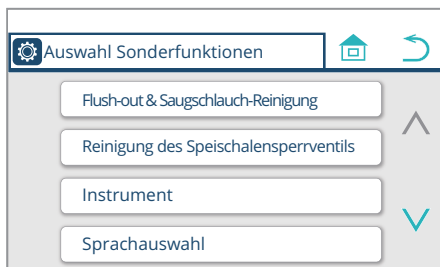 Auswahl Sonderfunktionen
Flush-out & Saugschlauch-Reinigung
Reinigung des Speischalensperrventils
Instrument
Sprachauswahl